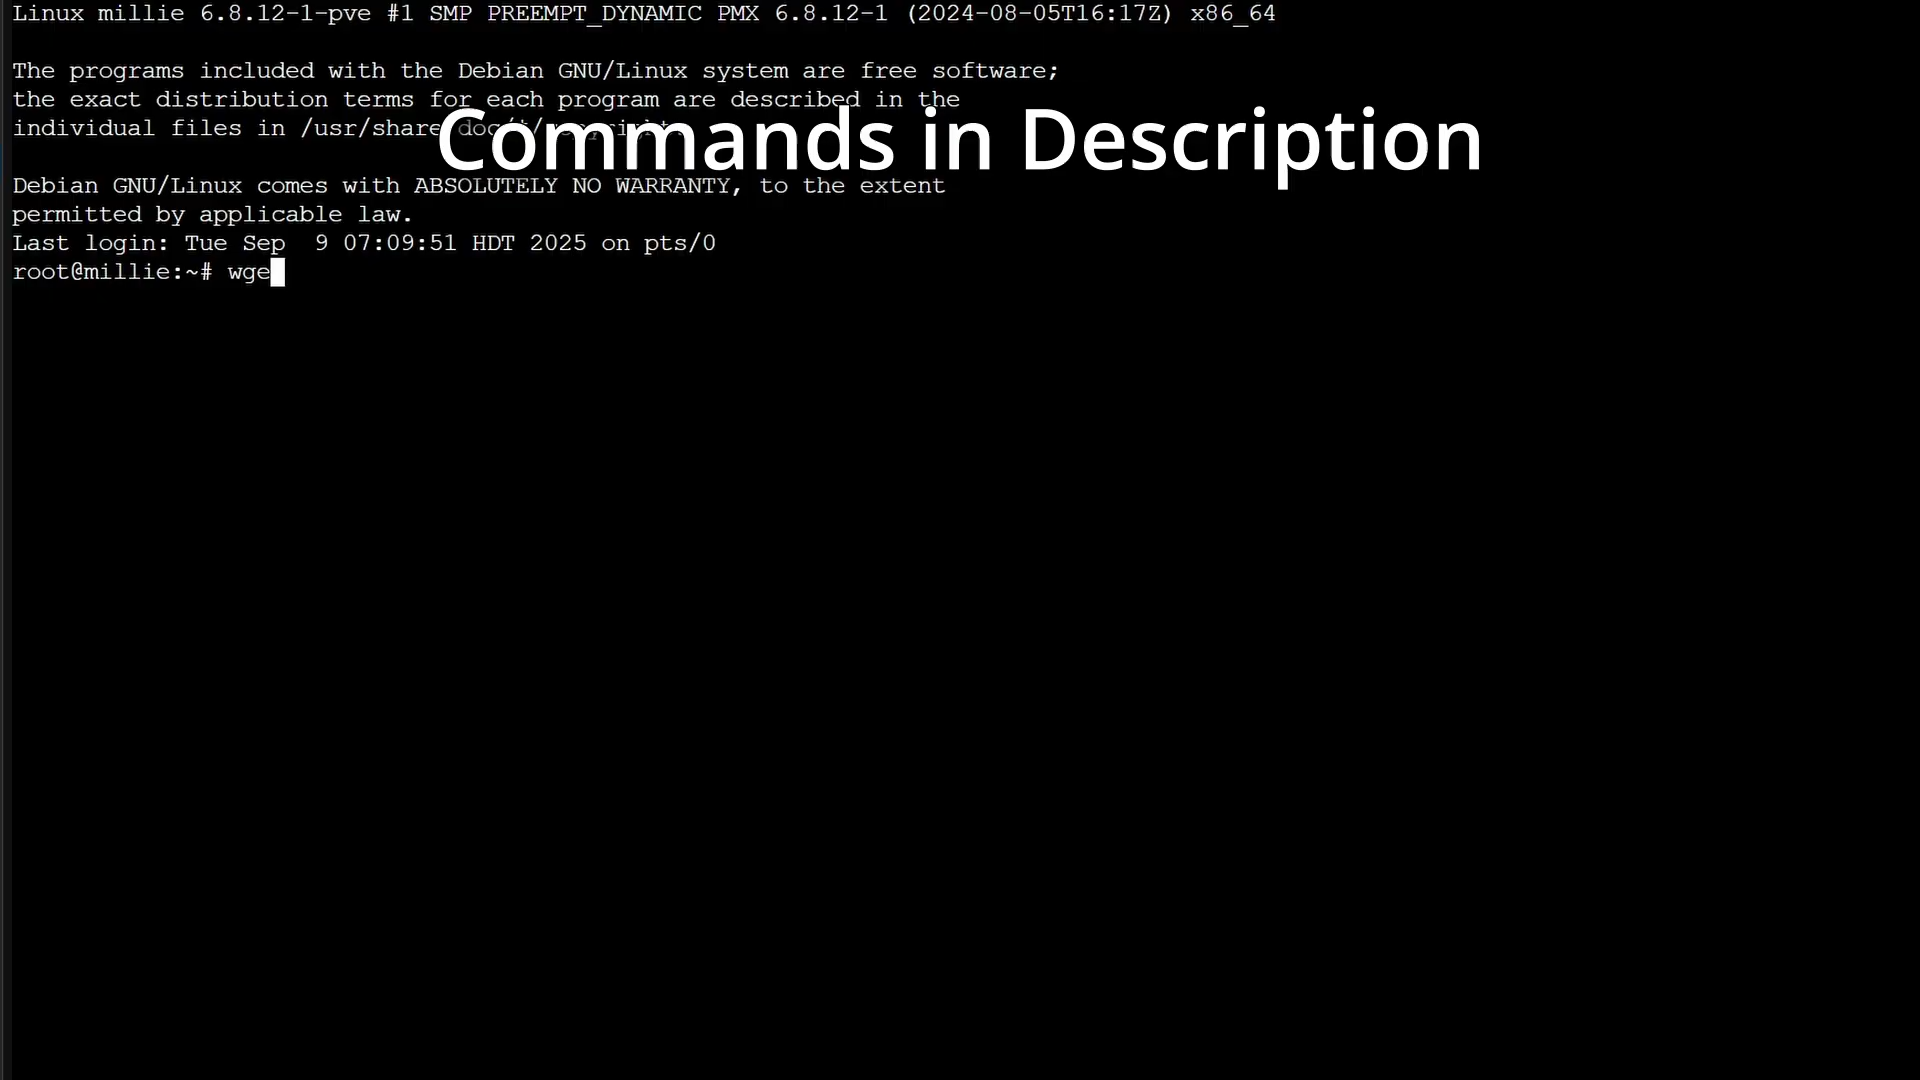 Linux millie 6.8.12-1-pve #1 SMP PREEMPT_DYNAMIC PMX 6.8.12-1 (2024-08-05T16:17Z) x86_64
The programs included with the Debian GNU/Linux system are free software;
the exact distribution terms for each program are described in the
individual files in /usr/share/doc/*/copyright.
Commands in Description
Debian GNU/Linux comes with ABSOLUTELY NO WARRANTY, to the extent
permitted by applicable law.
Last login: Tue Sep  9 07:09:51 HDT 2025 on pts/0
root@millie:~# wge